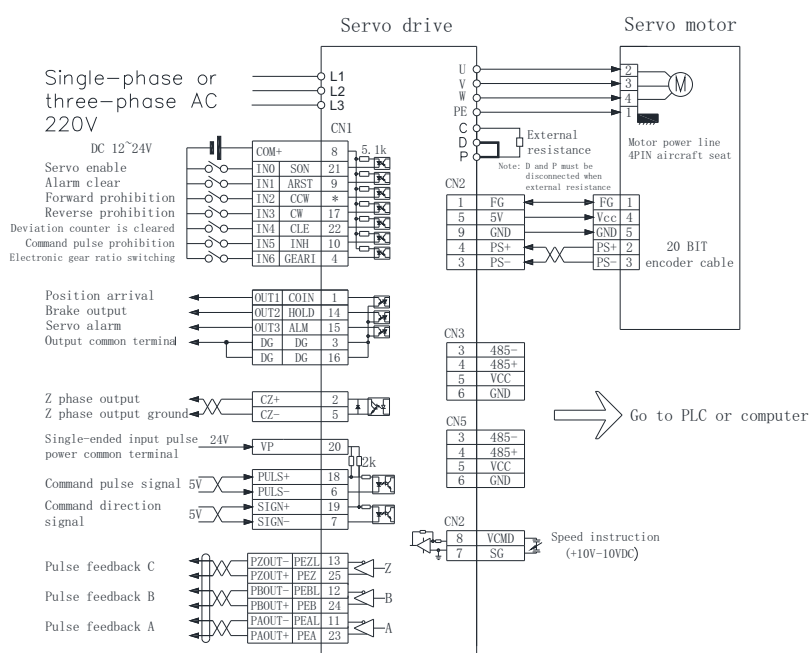 Servo drive
Servo motor
Single-phase or
three-phase AC
220V
L1
L2
L3
CN1
DC 12~24V
COM+ 8 5.1k
Servo enable IN0 SON 21
Alarm clear IN1 ARST 9
Forward prohibition IN2 CCW *
Reverse prohibition IN3 CW 17
Deviation counter is cleared IN4 CLE 22
Command pulse prohibition IN5 INH 10
Electronic gear ratio switching IN6 GEARI 4
Position arrival OUT1 COIN 1
Brake output OUT2 HOLD 14
Servo alarm OUT3 ALM 15
Output common termina DG DG 3
DG DG 16
Z phase output CZ+ 2
Z phase output ground CZ- 5
Single-ended input pulse 24V
power common terminal
VP 20
2k
Command pulse signal 5V
PULS+ 18
PULS- 6
Command direction
signal
5V
SIGN+ 19
SIGN- 7
Pulse feedback C
PZOUT- PEZL 13
PZOUT+ PEZ 25
Z
Pulse feedback B
PBOUT- PEBL 12
PBOUT+ PEB 24
B
Pulse feedback A
PAOUT- PEAL 11
PAOUT+ PEA 23
A
U 2
V 3
W 4
PE 1
M
C
D
P
External
resistance
Note: D and P must be
disconnected when
external resistance
Motor power line
4PIN aircraft seat
CN2
1 FG FG 1
5 5V Vcc 4
9 GND GND 5
4 PS+ PS+ 2
3 PS- PS- 3
20 BIT
encoder cable
CN3
3 485-
4 485+
5 VCC
6 GND
Go to PLC or computer
CN5
3 485-
4 485+
5 VCC
6 GND
CN2
8 VCMD
7 SG
Speed instruction
(+10V-10VDC)